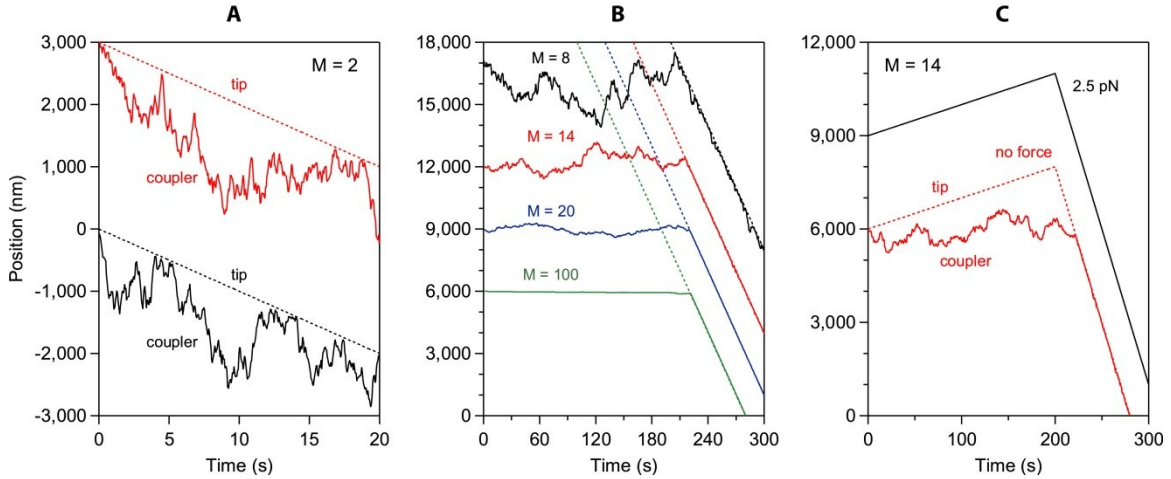 A
B
C
3,000
2,000
1,000
0
-1,000
-2,000
-3,000
Position (nm)
M = 2
tip
coupler
tip
coupler
0
5
10
15
20
Time (s)
18,000
15,000
12,000
9,000
6,000
3,000
0
M = 8
M = 14
M = 20
M = 100
0
60
120
180
240
300
Time (s)
12,000
9,000
6,000
3,000
0
M = 14
2.5 pN
no force
tip
coupler
0
100
200
300
Time (s)